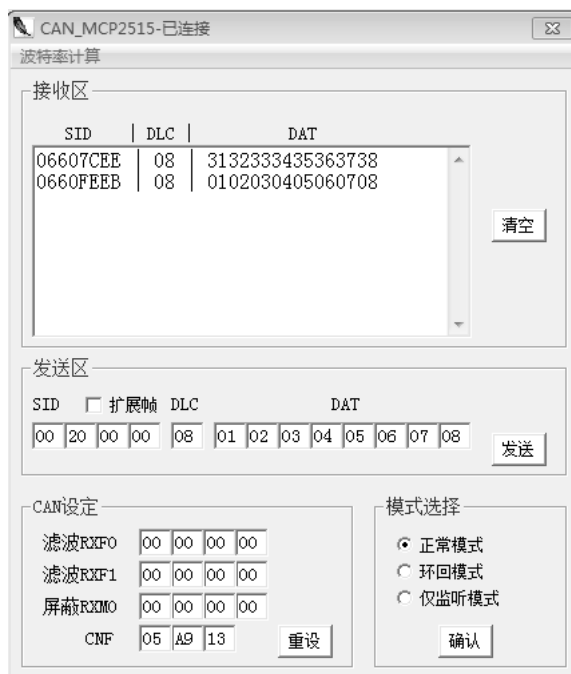 CAN_MCP2515-已连接
波特率计算
接收区
SID | DLC | DAT
06607CEE | 08 | 3132333435363738
0660FEEB | 08 | 0102030405060708
清空
发送区
SID 扩展帧 DLC DAT
00 20 00 00 08 01 02 03 04 05 06 07 08
发送
CAN设定
滤波RXF0 00 00 00 00
滤波RXF1 00 00 00 00
屏蔽RXM0 00 00 00 00
CNF 05 A9 13 重设
模式选择
正常模式
环回模式
仅监听模式
确认